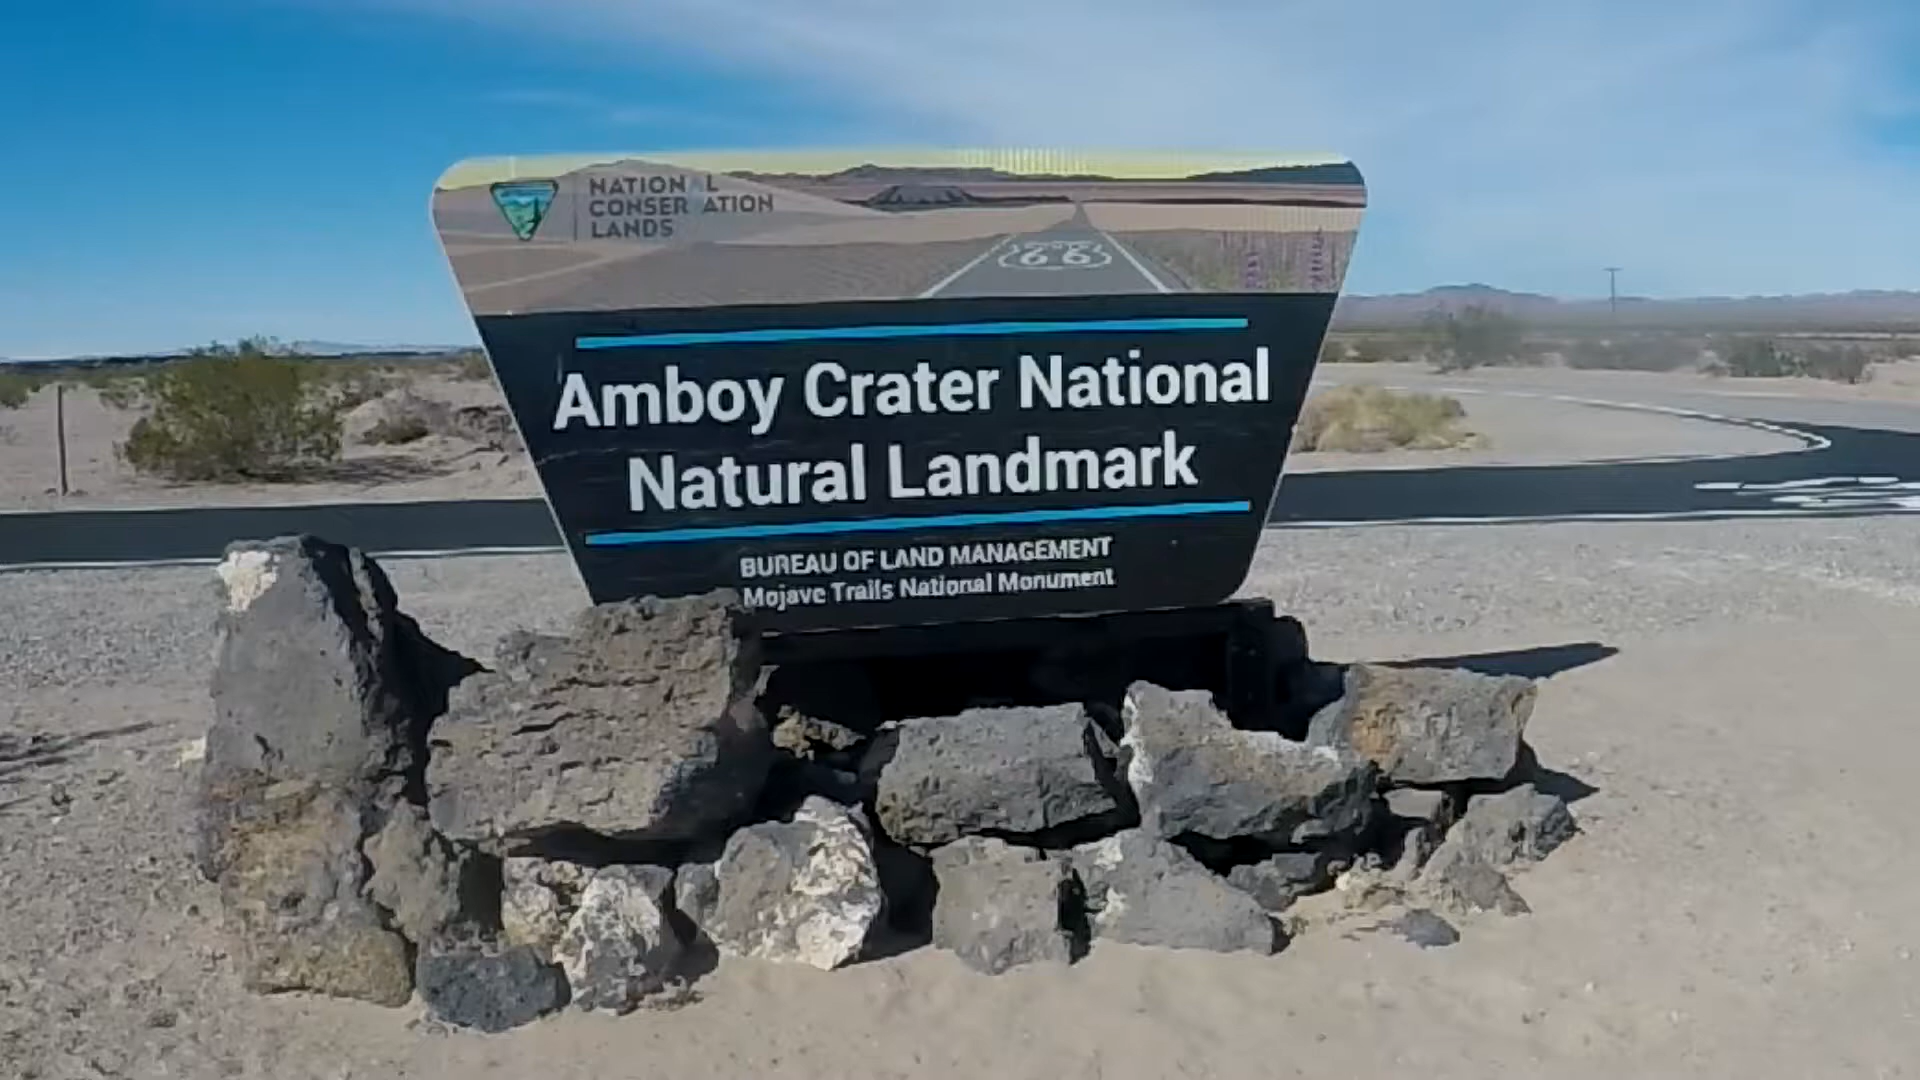 NATIONAL
CONSERVATION
LANDS
66
Amboy Crater National
Natural Landmark
BUREAU OF LAND MANAGEMENT
Mojave Trails National Monument